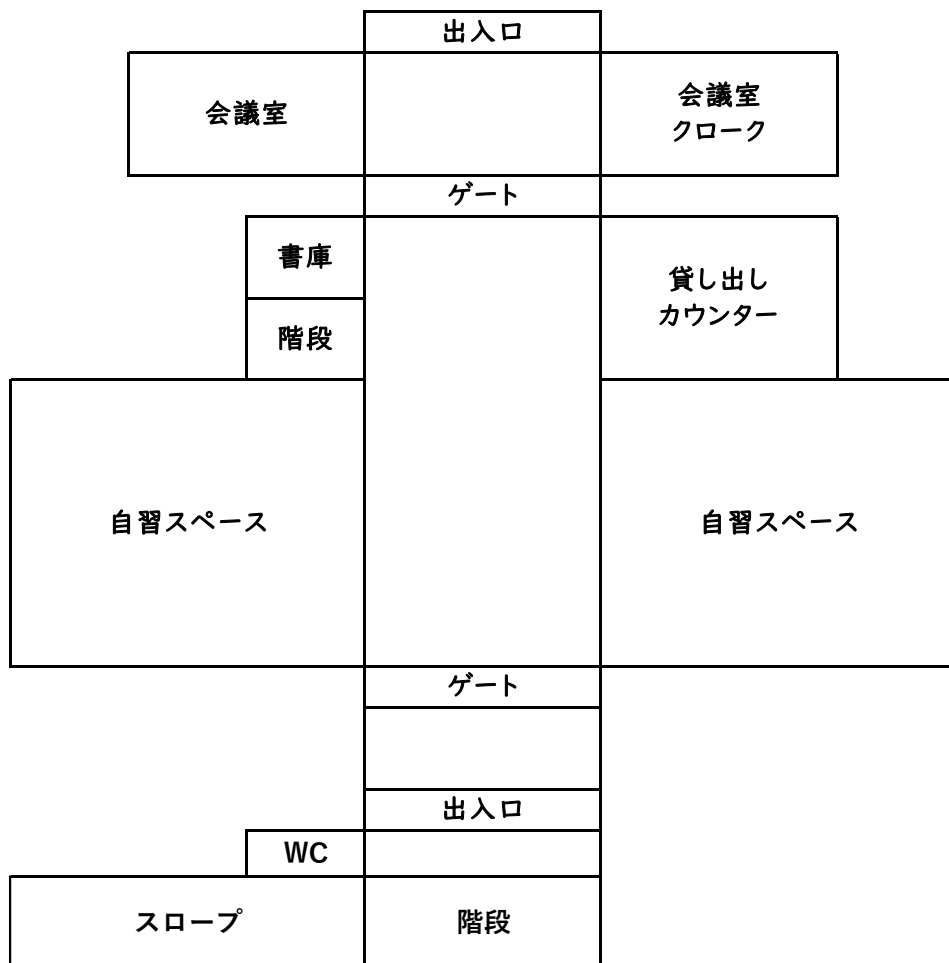 出入口
会議室
会議室
クローク
ゲート
書庫
貸し出し
カウンター
階段
自習スペース
自習スペース
ゲート
出入口
WC
スロープ
階段